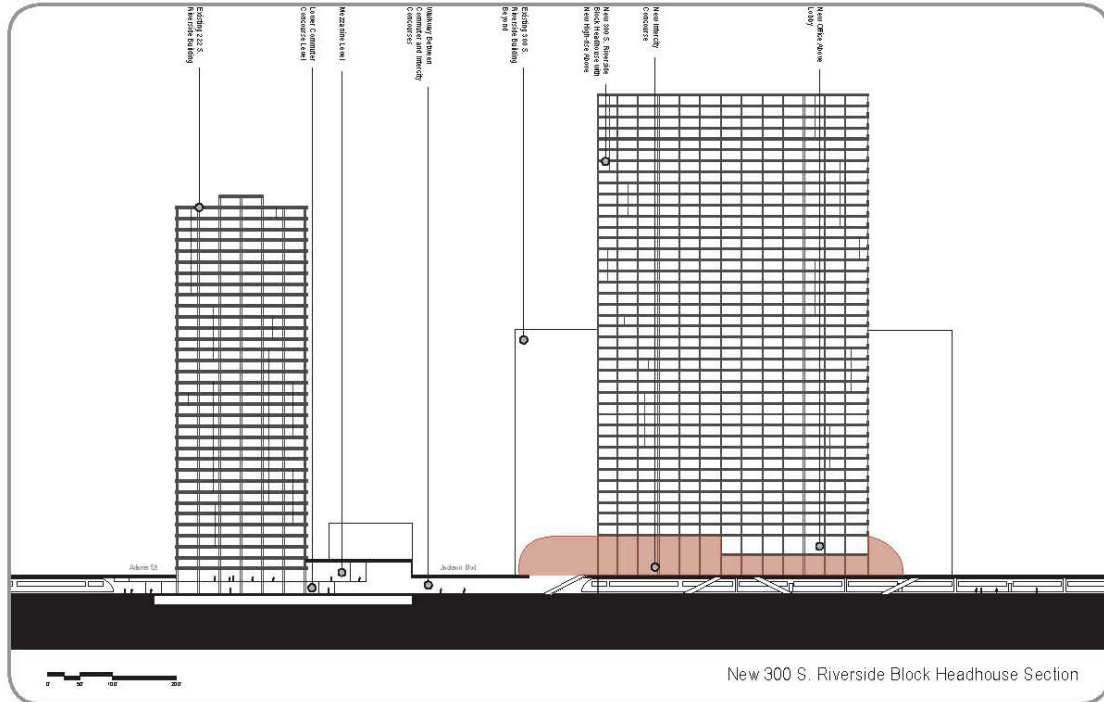 Existing 222 S.
Riverside Building
Lower Commuter
Concourse Level
Mezzanine Level
Walkway Between
Commuter and Intercity
Concourses
Existing 300 S.
Riverside Building
Beyond
New 300 S. Riverside
Block Headhouse with
New High-rise Above
New Intercity
Concourse
New Office Above
Lobby
Adams St
Jackson Blvd
0' 50' 100' 200'
New 300 S. Riverside Block Headhouse Section